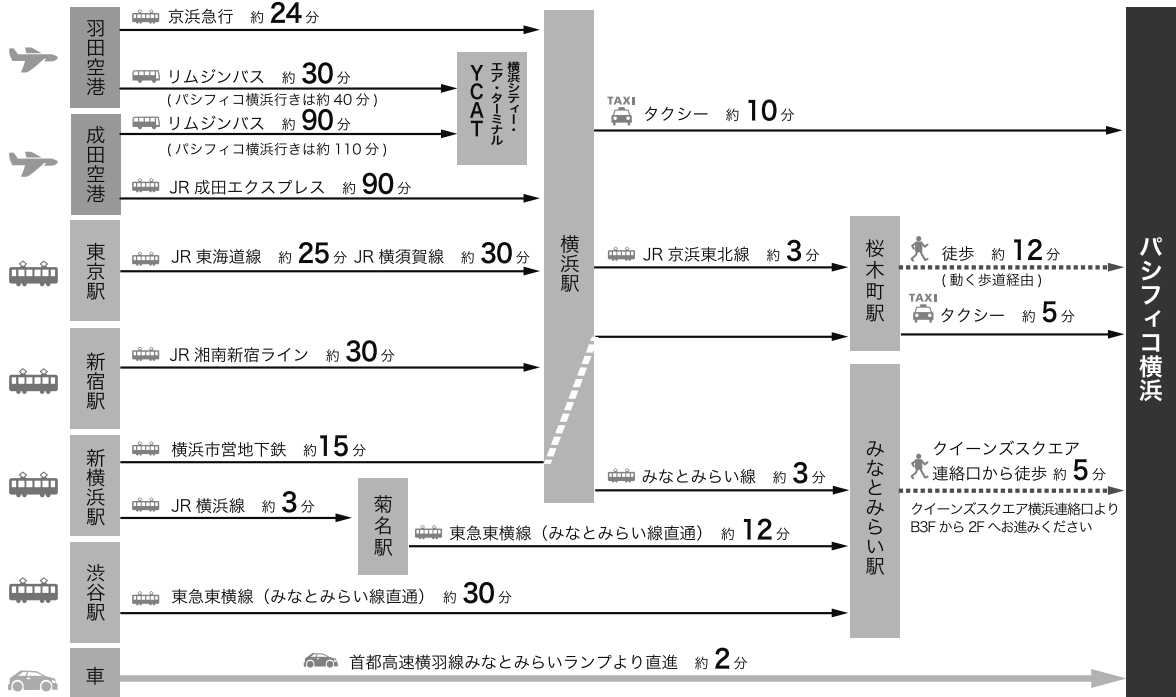 羽田空港
京浜急行 約24分
リムジンバス 約30分
(パシフィコ横浜行きは約40分)
成田空港
リムジンバス 約90分
(パシフィコ横浜行きは約110分)
JR成田エクスプレス 約90分
横浜シティー・
エア・ターミナル
YCAT
東京駅
JR東海道線 約25分 JR横須賀線 約30分
新宿駅
JR湘南新宿ライン 約30分
新横浜駅
横浜市営地下鉄 約15分
JR横浜線 約3分
菊名駅
東急東横線(みなとみらい線直通) 約12分
渋谷駅
東急東横線(みなとみらい線直通) 約30分
車
首都高速横羽線みなとみらいランプより直進 約2分
横浜駅
TAXI
タクシー 約10分
JR京浜東北線 約3分
みなとみらい線 約3分
桜木町駅
徒歩 約12分
(動く歩道経由)
TAXI
タクシー 約5分
みなとみらい駅
クイーンズスクエア
連絡口から徒歩 約5分
クイーンズスクエア横浜連絡口より
B3Fから2Fへお進みください
パシフィコ横浜